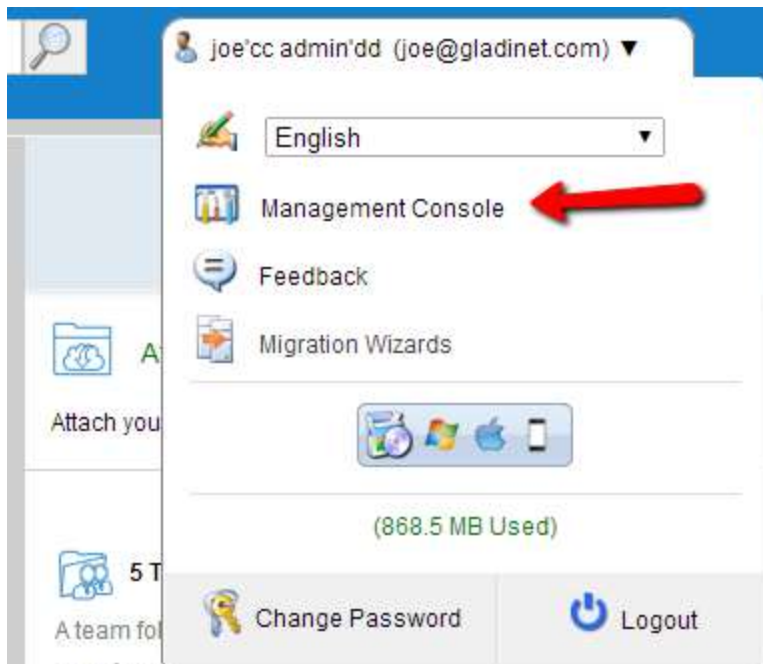 joe'cc admin'dd (joe@gladinet.com) ▼
English
Management Console
Feedback
Migration Wizards
Attach you
(868.5 MB Used)
5 T
A team fol
Change Password
Logout